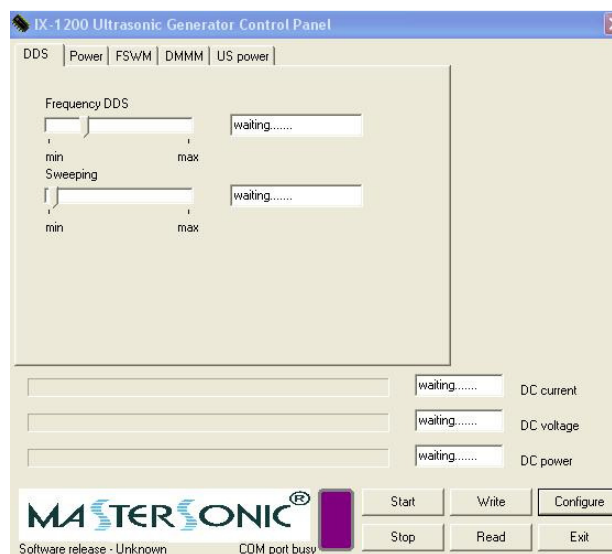 IX-1200 Ultrasonic Generator Control Panel
DDS Power FSWM DMMM US power
Frequency DDS
waiting.......
min max
Sweeping
waiting.......
min max
waiting....... DC current
waiting....... DC voltage
waiting....... DC power
MASTERSONIC®
Start Write Configure
Stop Read Exit
Software release - Unknown COM port busy